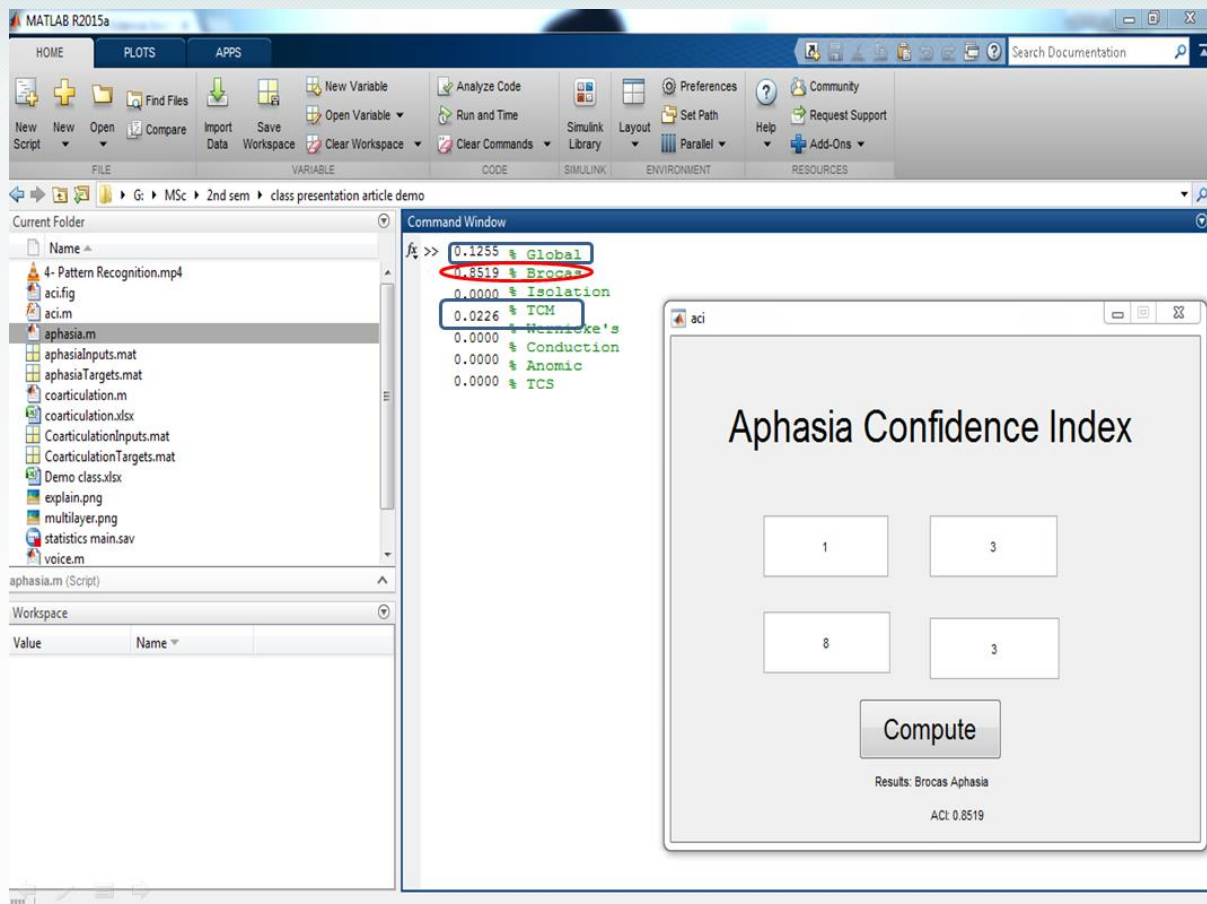 MATLAB R2015a
HOME PLOTS APPS
Search Documentation
New Script
New
Open
Find Files
Compare
Import Data
Save Workspace
New Variable
Open Variable
Clear Workspace
Analyze Code
Run and Time
Clear Commands
Simulink Library
Layout
Preferences
Set Path
Parallel
Help
Community
Request Support
Add-Ons
FILE VARIABLE CODE SIMULINK ENVIRONMENT RESOURCES
G: MSc 2nd sem class presentation article demo
Current Folder
Name
4- Pattern Recognition.mp4
aci.fig
aci.m
aphasia.m
aphasiaInputs.mat
aphasiaTargets.mat
coarticulation.m
coarticulation.xlsx
CoarticulationInputs.mat
CoarticulationTargets.mat
Demo class.xlsx
explain.png
multilayer.png
statistics main.sav
voice.m
aphasia.m (Script)
Workspace
Value Name
Command Window
fx >> 0.1255 % Global
0.8519 % Brocas
0.0000 % Isolation
0.0226 % TCM
0.0000 % Wernicke's
0.0000 % Conduction
0.0000 % Anomic
0.0000 % TCS
aci
Aphasia Confidence Index
1 3
8 3
Compute
Results: Brocas Aphasia
ACI: 0.8519